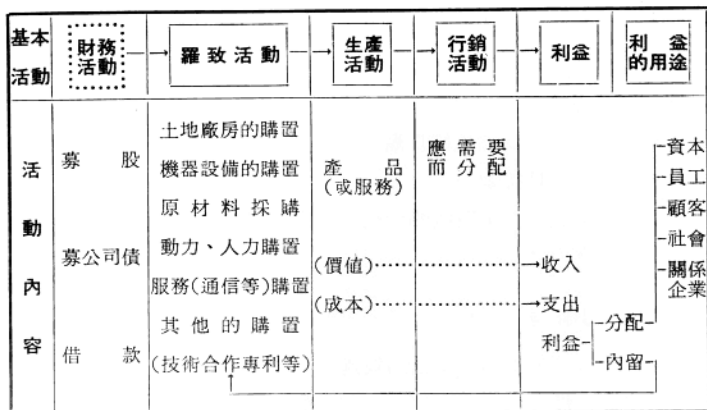 基本
活動
財務
活動
羅致活動
生產
活動
行銷
活動
利益
利益
的用途
活動內容
募股
募公司債
借款
土地廠房的購置
機器設備的購置
原材料採購
動力、人力購置
服務(通信等)購置
其他的購置
(技術合作專利等)
產品
(或服務)
(價值)
(成本)
應需要
而分配
收入
支出
利益
分配
內留
資本
員工
顧客
社會
關係
企業